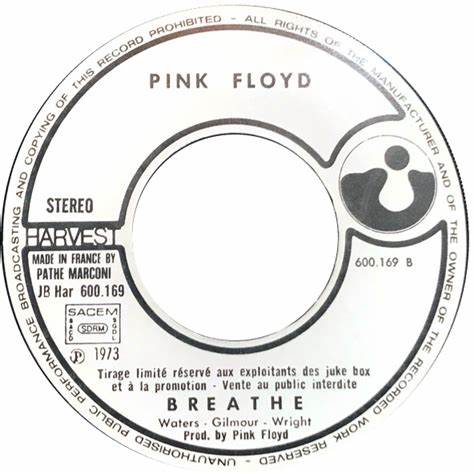 ALL RIGHTS OF THE MANUFACTURER AND OF THE OWNER OF THE RECORDED WORK RESERVED - UNAUTHORISED PUBLIC PERFORMANCE BROADCASTING AND COPYING OF THIS RECORD PROHIBITED -
PINK FLOYD
STEREO
HARVEST
MADE IN FRANCE BY
PATHE MARCONI
JB Har 600.169
600.169 B
SACEM
SACD SDRM SGDL
℗ 1973
Tirage limité réservé aux exploitants des juke box
et à la promotion - Vente au public interdite
BREATHE
Waters - Gilmour - Wright
Prod. by Pink Floyd